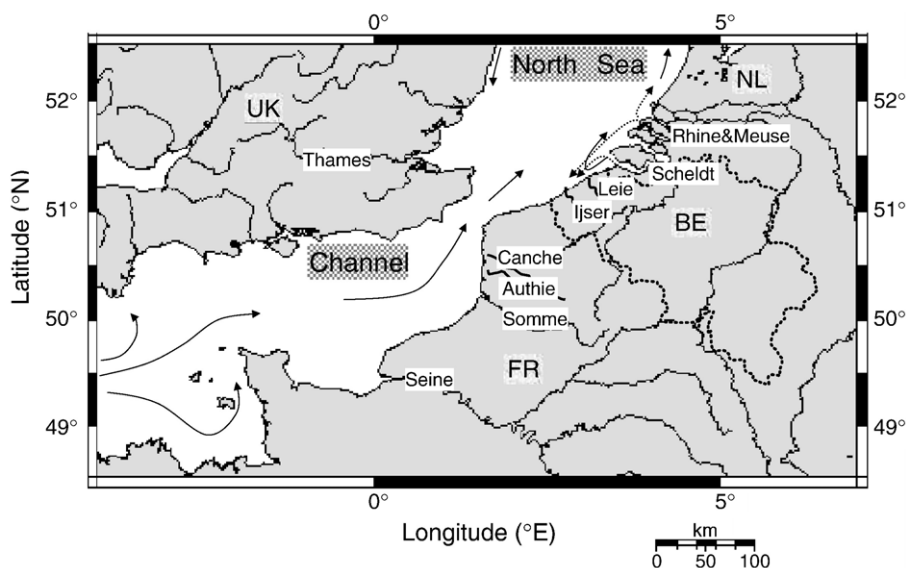 0° 5°
North Sea
NL
52°
52°
UK
Rhine&Meuse
Thames
Scheldt
Leie
51°
51°
Ijser
BE
Latitude (°N)
Channel
Canche
Authie
50°
50°
Somme
FR
Seine
49°
49°
0° 5°
Longitude (°E)
km
0 50 100